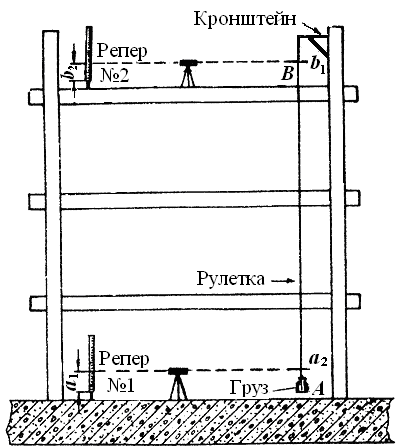 Кронштейн
Репер
№2
b₂
B
b₁
Рулетка
Репер
№1
a₁
a₂
Груз
A